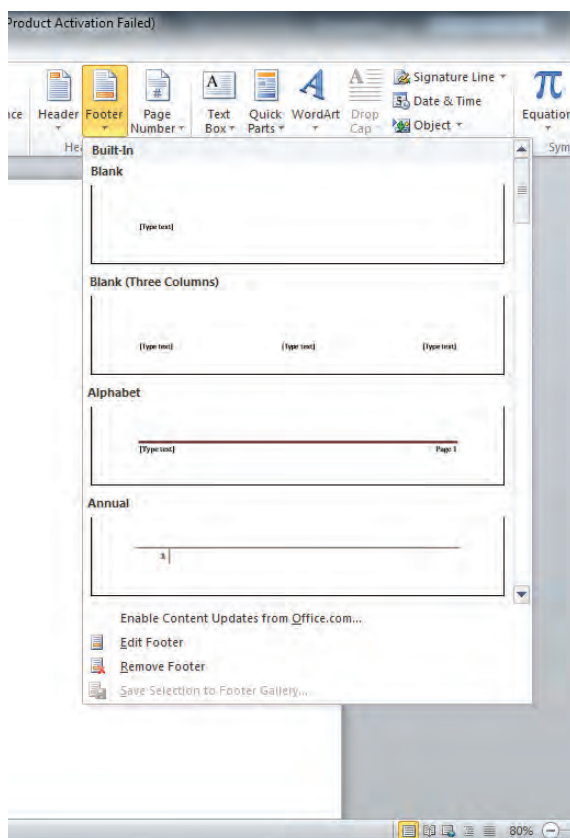 Product Activation Failed)
Signature Line
Date & Time
Object
Header Footer Page Number
Text Box Quick Parts WordArt Drop Cap
Equation
Built-In
Blank
[Type text]
Blank (Three Columns)
[Type text] [Type text] [Type text]
Alphabet
[Type text] Page 1
Annual
1
Enable Content Updates from Office.com...
Edit Footer
Remove Footer
Save Selection to Footer Gallery...
80%